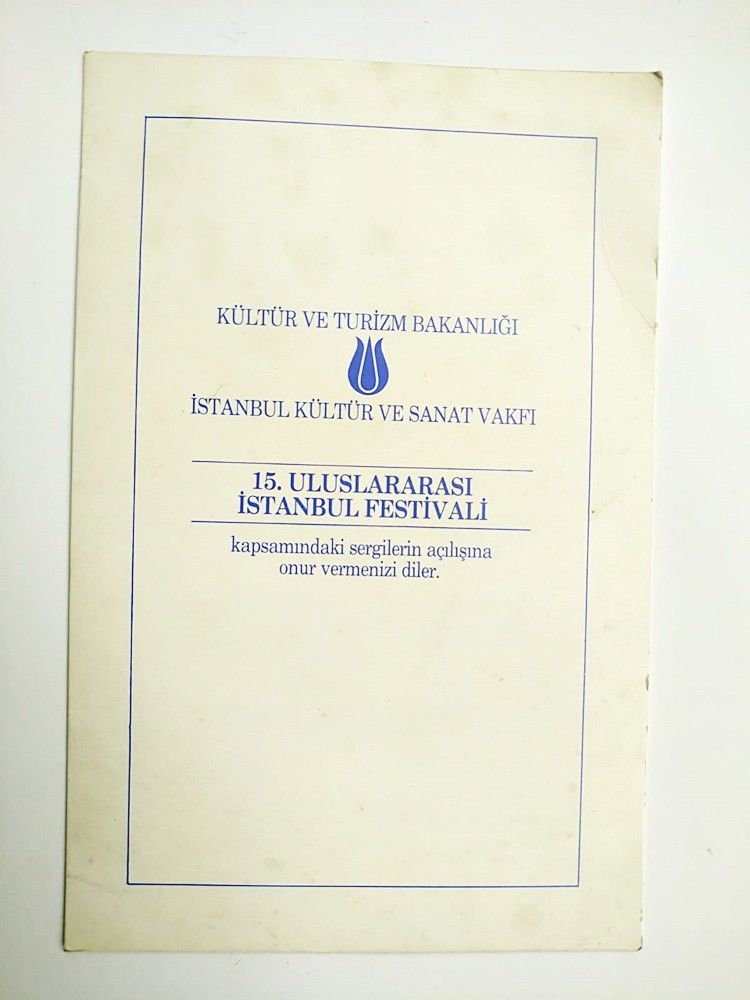 KÜLTÜR VE TURİZM BAKANLIĞI
İSTANBUL KÜLTÜR VE SANAT VAKFI
15. ULUSLARARASI
İSTANBUL FESTİVALİ
kapsamındaki sergilerin açılışına
onur vermenizi diler.